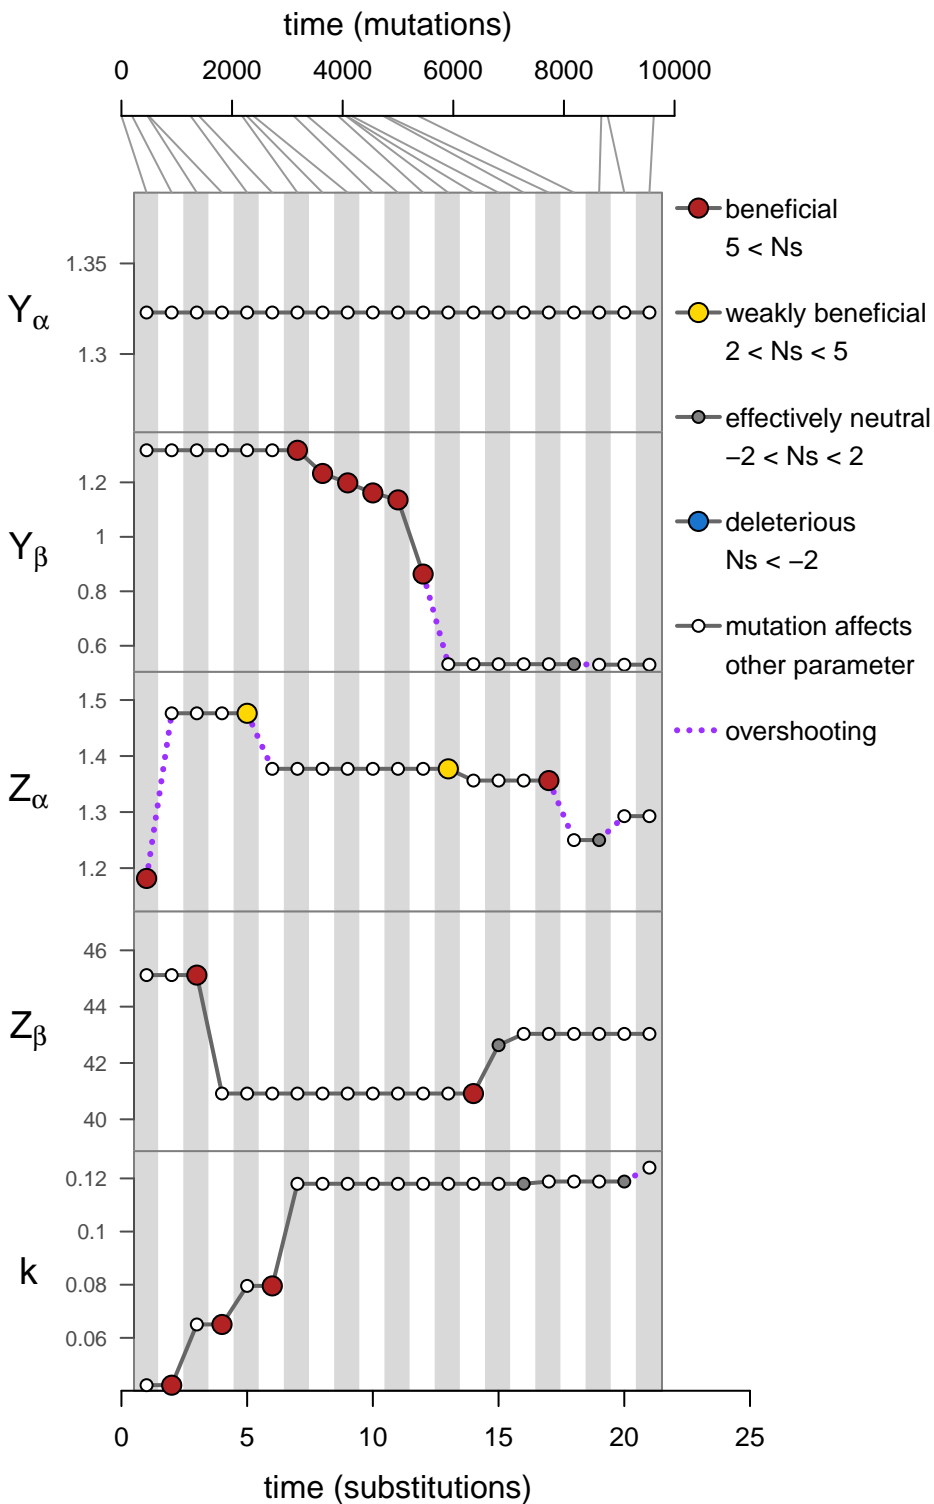 time (mutations)
0 2000 4000 6000 8000 10000
beneficial
5 < Ns
weakly beneficial
2 < Ns < 5
effectively neutral
−2 < Ns < 2
deleterious
Ns < −2
mutation affects
other parameter
overshooting
Yα
1.35
1.3
Yβ
1.2
1
0.8
0.6
Zα
1.5
1.4
1.3
1.2
Zβ
46
44
42
40
k
0.12
0.1
0.08
0.06
0 5 10 15 20 25
time (substitutions)